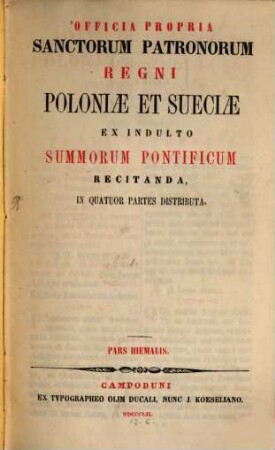 OFFICIA PROPRIA
SANCTORUM PATRONORUM
REGNI
POLONIÆ ET SUECIÆ
EX INDULTO
SUMMORUM PONTIFICUM
RECITANDA,
IN QUATUOR PARTES DISTRIBUTA.
PARS HIEMALIS.
CAMPODUNI
EX TYPOGRAPHEO OLIM DUCALI, NUNC J. KOESELIANO.
MDCCCLII.